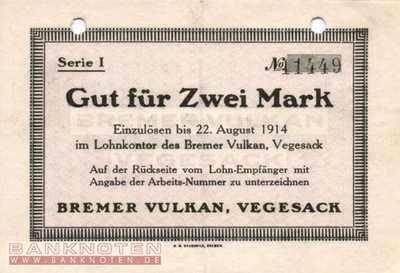 Serie I
No 11449
Gut für Zwei Mark
Einzulösen bis 22. August 1914
im Lohnkontor des Bremer Vulkan, Vegesack
Auf der Rückseite vom Lohn-Empfänger mit
Angabe der Arbeits-Nummer zu unterzeichnen
BREMER VULKAN, VEGESACK
BANKNOTEN
WWW.BANKNOTEN.DE